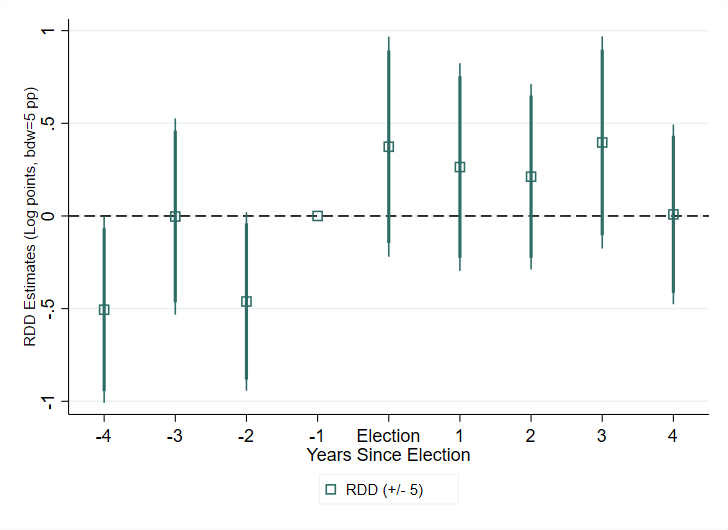 RDD Estimates (Log points, bdw=5 pp)
1
.5
0
-.5
-1
-4 -3 -2 -1 Election 1 2 3 4
Years Since Election
RDD (+/- 5)